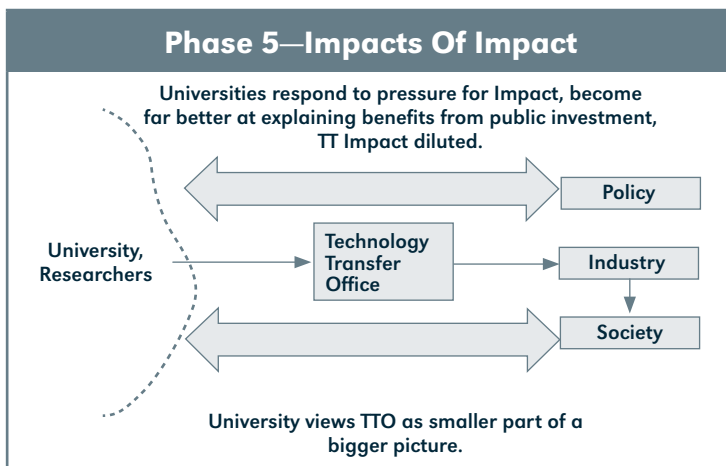 Phase 5—Impacts Of Impact
Universities respond to pressure for Impact, become
far better at explaining benefits from public investment,
TT Impact diluted.
Policy
University,
Researchers
Technology
Transfer
Office
Industry
Society
University views TTO as smaller part of a
bigger picture.